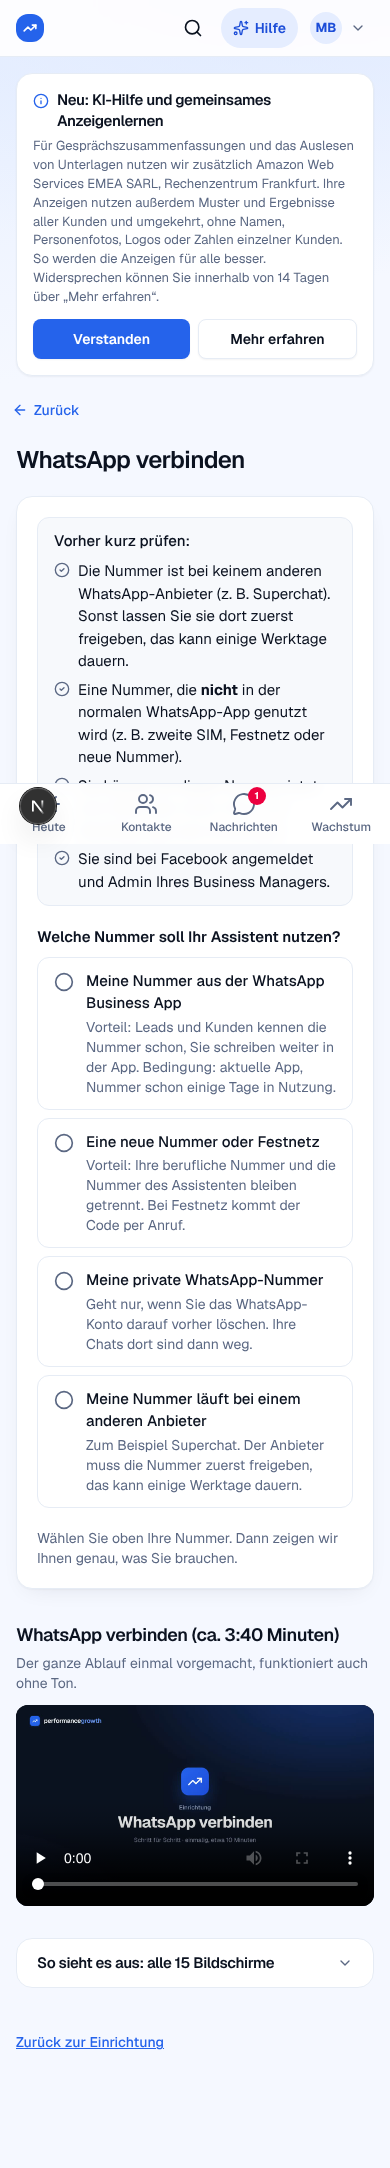 Hilfe
MB
Neu: KI-Hilfe und gemeinsames
Anzeigenlernen
Für Gesprächszusammenfassungen und das Auslesen
von Unterlagen nutzen wir zusätzlich Amazon Web
Services EMEA SARL, Rechenzentrum Frankfurt. Ihre
Anzeigen nutzen außerdem Muster und Ergebnisse
aller Kunden und umgekehrt, ohne Namen,
Personenfotos, Logos oder Zahlen einzelner Kunden.
So werden die Anzeigen für alle besser.
Widersprechen können Sie innerhalb von 14 Tagen
über „Mehr erfahren“.
Verstanden
Mehr erfahren
Zurück
WhatsApp verbinden
Vorher kurz prüfen:
Die Nummer ist bei keinem anderen
WhatsApp-Anbieter (z. B. Superchat).
Sonst lassen Sie sie dort zuerst
freigeben, das kann einige Werktage
dauern.
Eine Nummer, die nicht in der
normalen WhatsApp-App genutzt
wird (z. B. zweite SIM, Festnetz oder
neue Nummer).
N
1
Heute
Kontakte
Nachrichten
Wachstum
Sie sind bei Facebook angemeldet
und Admin Ihres Business Managers.
Welche Nummer soll Ihr Assistent nutzen?
Meine Nummer aus der WhatsApp
Business App
Vorteil: Leads und Kunden kennen die
Nummer schon, Sie schreiben weiter in
der App. Bedingung: aktuelle App,
Nummer schon einige Tage in Nutzung.
Eine neue Nummer oder Festnetz
Vorteil: Ihre berufliche Nummer und die
Nummer des Assistenten bleiben
getrennt. Bei Festnetz kommt der
Code per Anruf.
Meine private WhatsApp-Nummer
Geht nur, wenn Sie das WhatsApp-
Konto darauf vorher löschen. Ihre
Chats dort sind dann weg.
Meine Nummer läuft bei einem
anderen Anbieter
Zum Beispiel Superchat. Der Anbieter
muss die Nummer zuerst freigeben,
das kann einige Werktage dauern.
Wählen Sie oben Ihre Nummer. Dann zeigen wir
Ihnen genau, was Sie brauchen.
WhatsApp verbinden (ca. 3:40 Minuten)
Der ganze Ablauf einmal vorgemacht, funktioniert auch
ohne Ton.
performancegrowth
Einrichtung
WhatsApp verbinden
Schritt für Schritt · einmalig, etwa 10 Minuten
0:00
So sieht es aus: alle 15 Bildschirme
Zurück zur Einrichtung